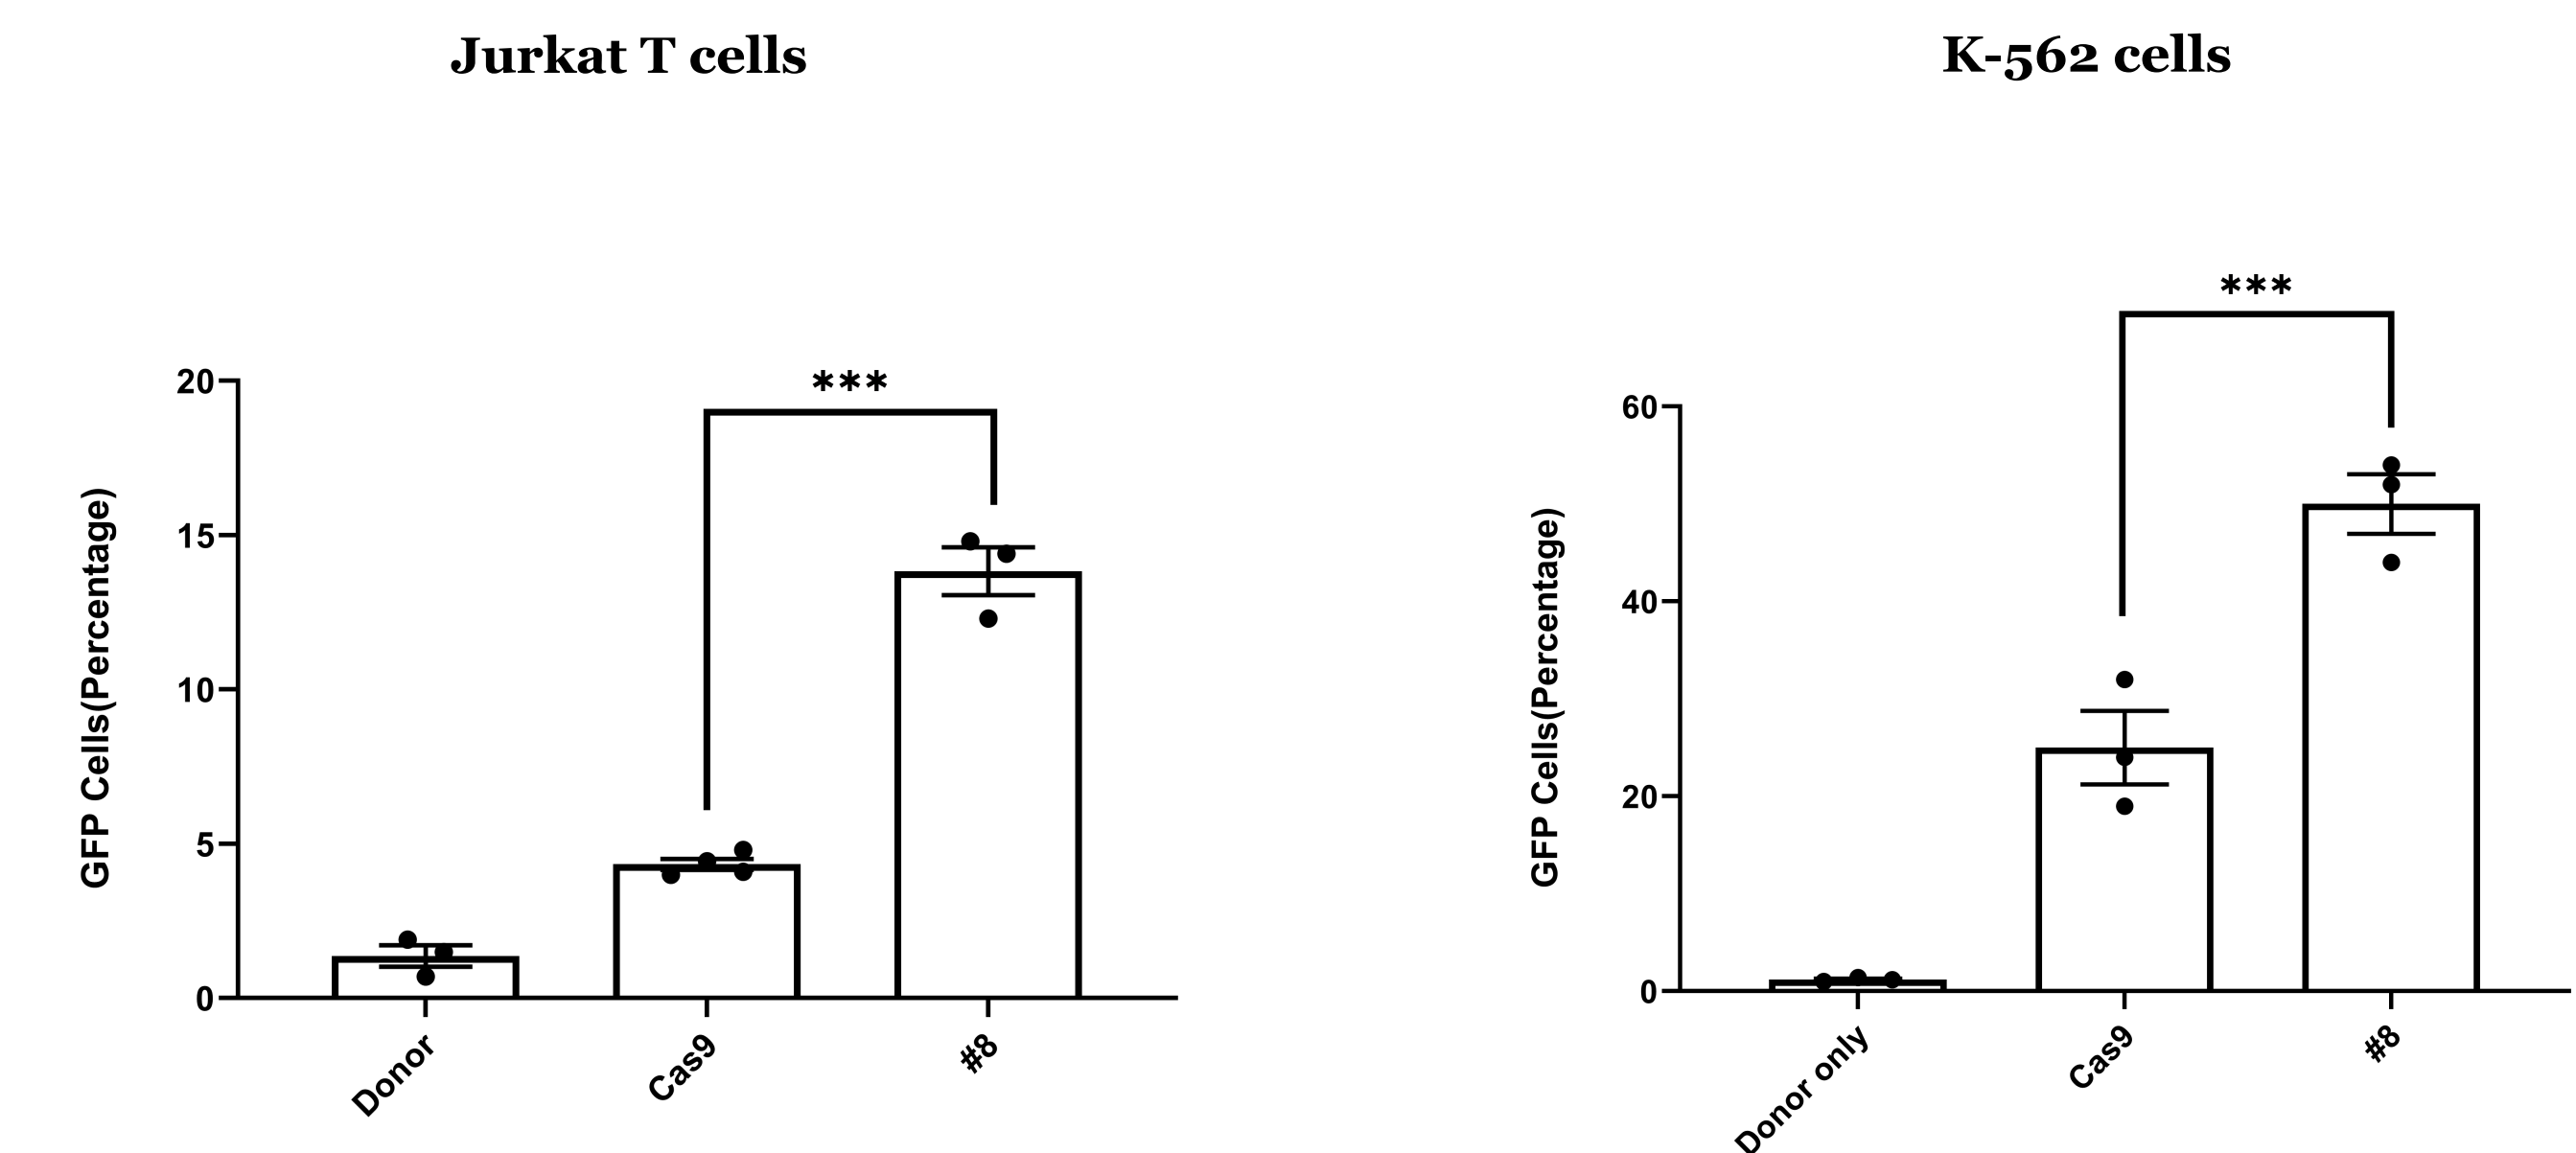 Jurkat T cells
GFP Cells(Percentage)
20
15
10
5
0
***
Donor
Cas9
#8
K-562 cells
GFP Cells(Percentage)
60
40
20
0
***
Donor only
Cas9
#8